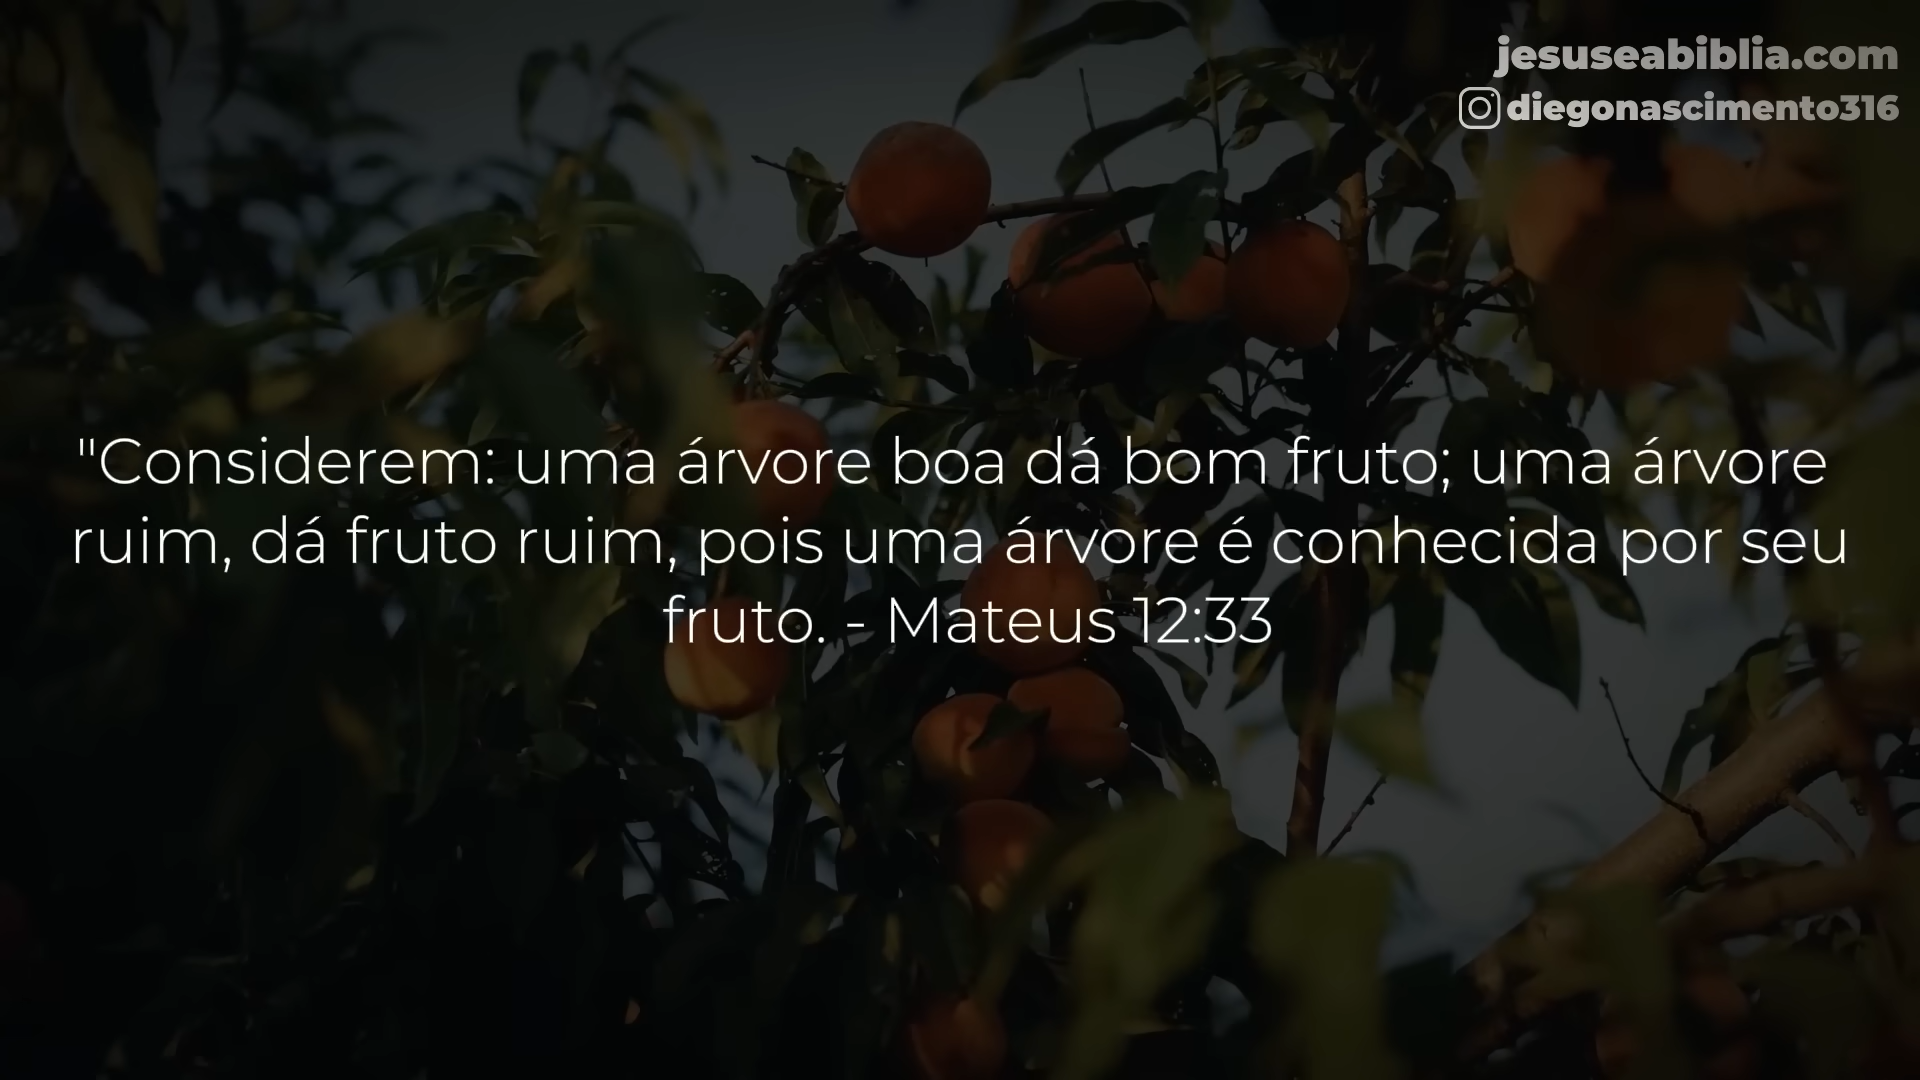 jesuseabiblia.com
diegonascimento316
"Considerem: uma árvore boa dá bom fruto; uma árvore
ruim, dá fruto ruim, pois uma árvore é conhecida por seu
fruto. - Mateus 12:33